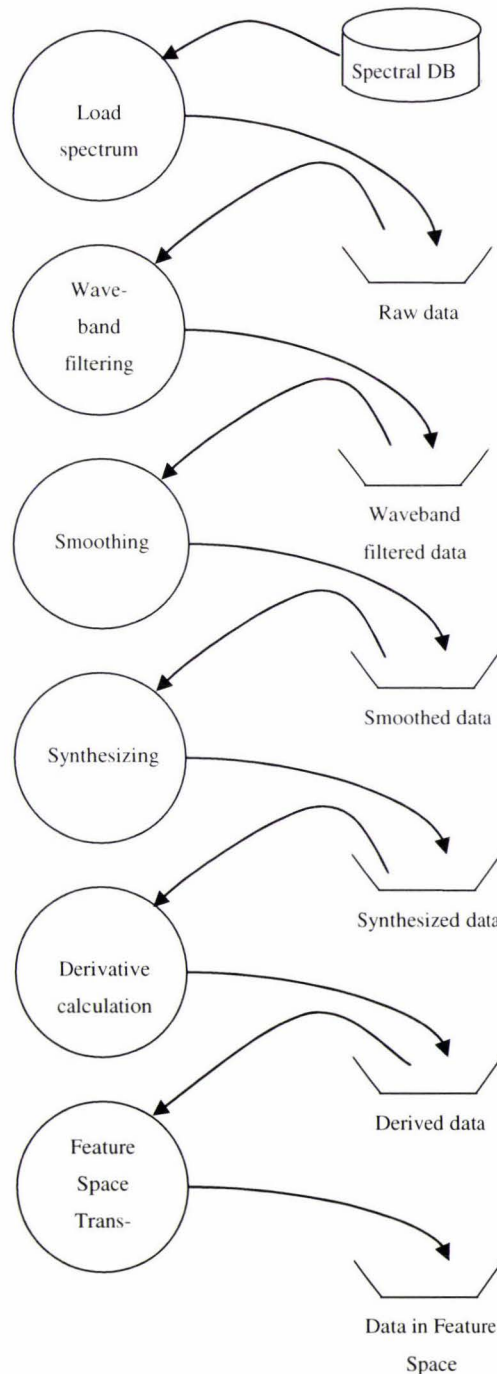 Spectral DB
Load
spectrum
Raw data
Wave-
band
filtering
Waveband
filtered data
Smoothing
Smoothed data
Synthesizing
Synthesized data
Derivative
calculation
Derived data
Feature
Space
Trans-
Data in Feature
Space